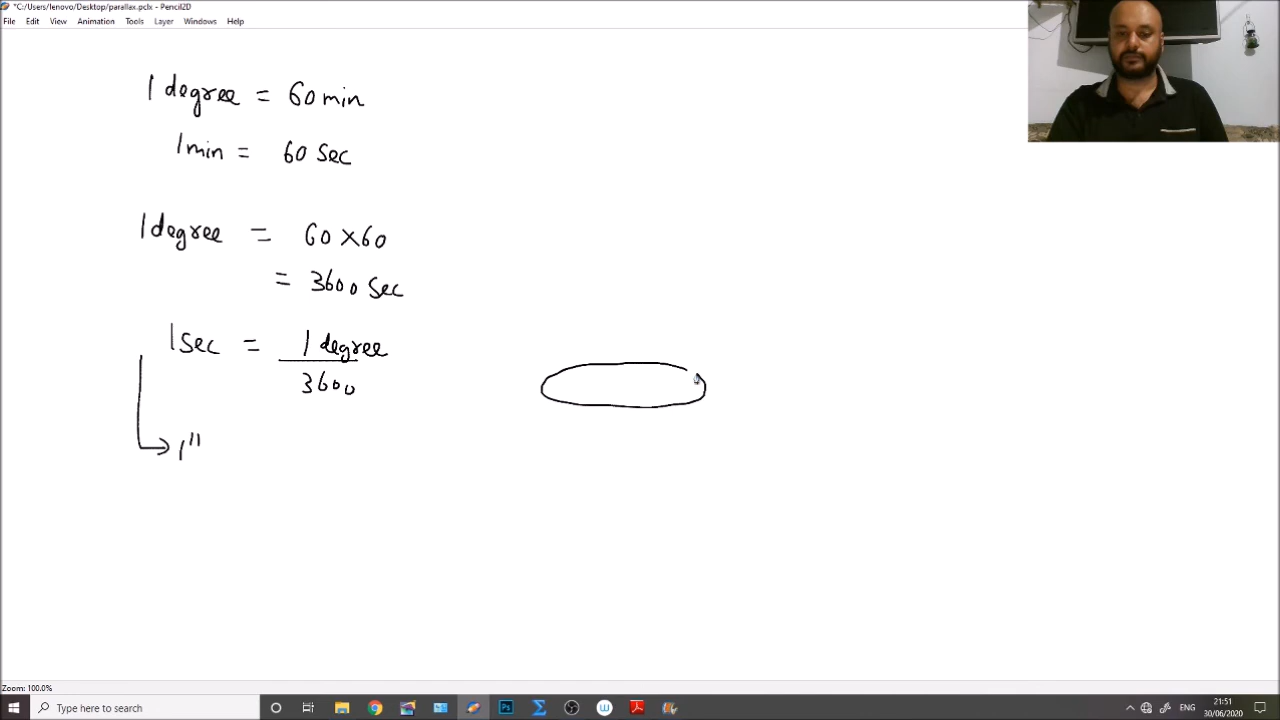 *C:/Users/lenovo/Desktop/parallax.pclx - Pencil2D
File Edit View Animation Tools Layer Windows Help
1 degree = 60 min
1 min = 60 Sec
1 degree = 60 × 60
= 3600 Sec
1 Sec = 1 degree
3600
1"
Zoom: 100.0%
Type here to search
ENG
21:51
30/06/2020